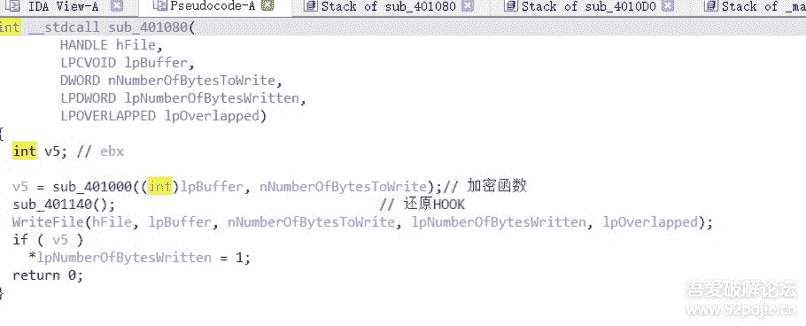 IDA View-A Pseudocode-A Stack of sub_401080 Stack of sub_4010D0 Stack of _ma
int __stdcall sub_401080(
HANDLE hFile,
LPCVOID lpBuffer,
DWORD nNumberOfBytesToWrite,
LPDWORD lpNumberOfBytesWritten,
LPOVERLAPPED lpOverlapped)
{
int v5; // ebx
v5 = sub_401000((int)lpBuffer, nNumberOfBytesToWrite);// 加密函数
sub_401140(); // 还原HOOK
WriteFile(hFile, lpBuffer, nNumberOfBytesToWrite, lpNumberOfBytesWritten, lpOverlapped);
if ( v5 )
*lpNumberOfBytesWritten = 1;
return 0;
}
吾爱破解论坛
www.52pojie.cn